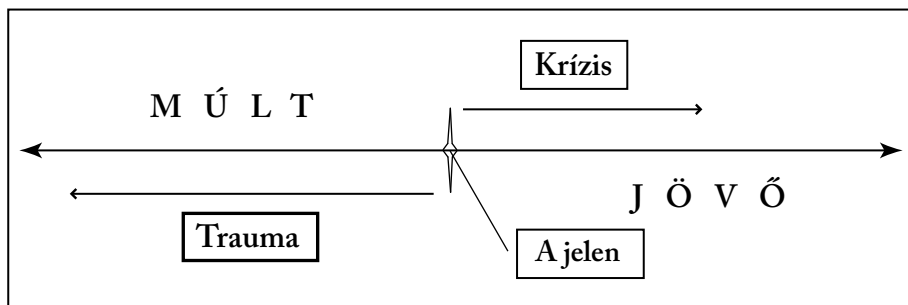 Krízis
M Ú L T
J Ö V Ő
Trauma
A jelen